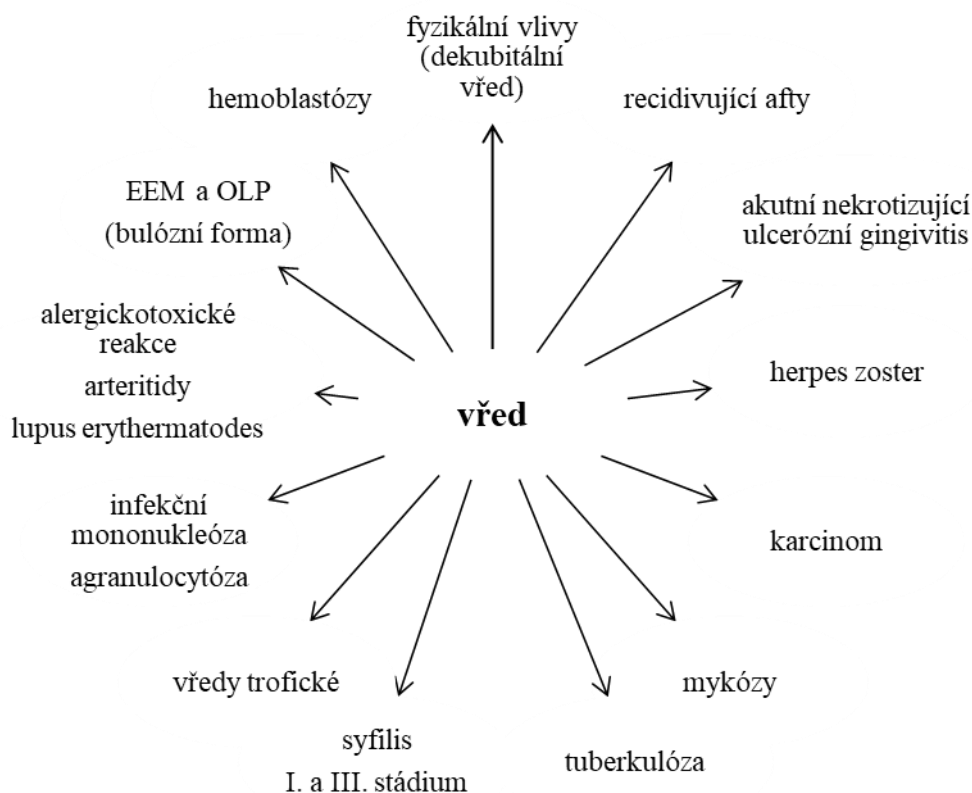 fyzikální vlivy
(dekubitální
vřed)
hemoblastózy
recidivující afty
EEM a OLP
(bulózní forma)
akutní nekrotizující
ulcerózní gingivitis
alergickotoxické
reakce
arteritidy
lupus erythermatodes
herpes zoster
vřed
infekční
mononukleóza
agranulocytóza
karcinom
vředy trofické
mykózy
syfilis
I. a III. stádium
tuberkulóza